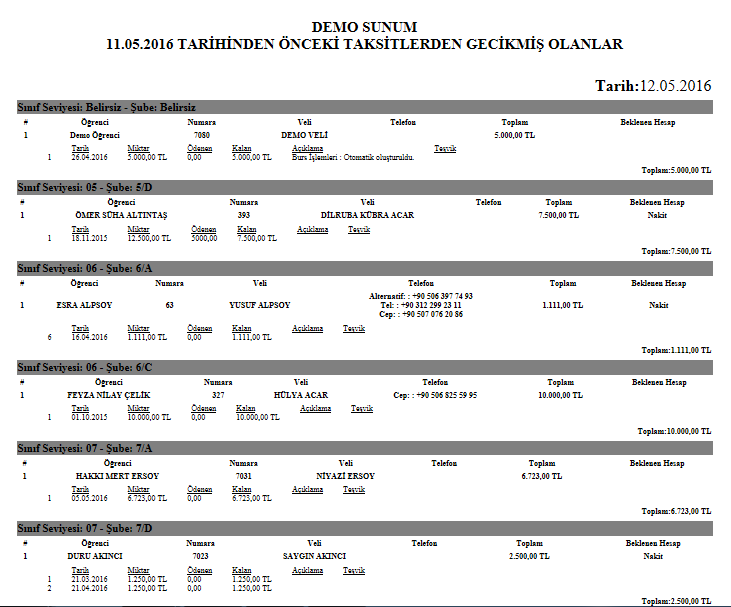 DEMO SUNUM
11.05.2016 TARİHİNDEN ÖNCEKİ TAKSİTLERDEN GECİKMİŞ OLANLAR
Tarih:12.05.2016
Sınıf Seviyesi: Belirsiz - Şube: Belirsiz
# Öğrenci Numara Veli Telefon Toplam Beklenen Hesap
1 Demo Öğrenci 7080 DEMO VELİ 5.000,00 TL
Tarih Miktar Ödenen Kalan Açıklama Teşvik
1 26.04.2016 5.000,00 TL 0,00 5.000,00 TL Burs İşlemleri : Otomatik oluşturuldu.
Toplam:5.000,00 TL
Sınıf Seviyesi: 05 - Şube: 5/D
# Öğrenci Numara Veli Telefon Toplam Beklenen Hesap
1 ÖMER SÜHA ALTINTAŞ 393 DİLRUBA KÜBRA ACAR 7.500,00 TL Nakit
Tarih Miktar Ödenen Kalan Açıklama Teşvik
1 18.11.2015 12.500,00 TL 5000,00 7.500,00 TL
Toplam:7.500,00 TL
Sınıf Seviyesi: 06 - Şube: 6/A
# Öğrenci Numara Veli Telefon Toplam Beklenen Hesap
Alternatif: : +90 506 397 74 93
1 ESRA ALPSOY 63 YUSUF ALPSOY Tel: : +90 312 299 23 11 1.111,00 TL Nakit
Cep: : +90 507 076 20 86
Tarih Miktar Ödenen Kalan Açıklama Teşvik
6 16.04.2016 1.111,00 TL 0,00 1.111,00 TL
Toplam:1.111,00 TL
Sınıf Seviyesi: 06 - Şube: 6/C
# Öğrenci Numara Veli Telefon Toplam Beklenen Hesap
1 FEYZA NİLAY ÇELİK 327 HÜLYA ACAR Cep: : +90 506 825 59 95 10.000,00 TL
Tarih Miktar Ödenen Kalan Açıklama Teşvik
1 01.10.2015 10.000,00 TL 0,00 10.000,00 TL
Toplam:10.000,00 TL
Sınıf Seviyesi: 07 - Şube: 7/A
# Öğrenci Numara Veli Telefon Toplam Beklenen Hesap
1 HAKKI MERT ERSOY 7031 NİYAZİ ERSOY 6.723,00 TL
Tarih Miktar Ödenen Kalan Açıklama Teşvik
1 05.05.2016 6.723,00 TL 0,00 6.723,00 TL
Toplam:6.723,00 TL
Sınıf Seviyesi: 07 - Şube: 7/D
# Öğrenci Numara Veli Telefon Toplam Beklenen Hesap
1 DURU AKINCI 7023 SAYGIN AKINCI 2.500,00 TL Nakit
Tarih Miktar Ödenen Kalan Açıklama Teşvik
1 21.03.2016 1.250,00 TL 0,00 1.250,00 TL
2 21.04.2016 1.250,00 TL 0,00 1.250,00 TL
Toplam:2.500,00 TL